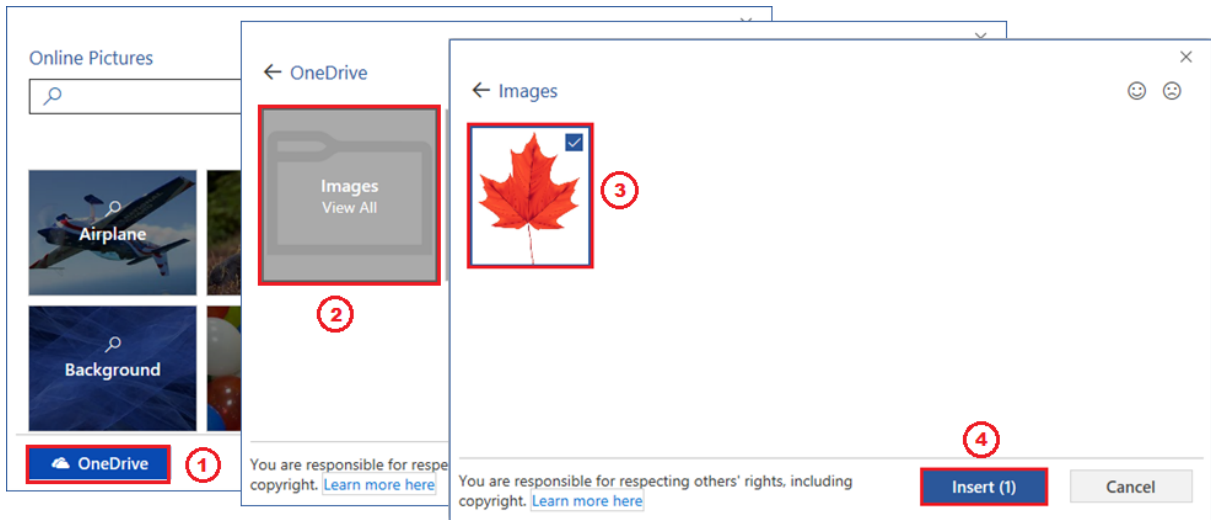 Online Pictures
Airplane
Background
OneDrive
1
OneDrive
Images
View All
2
You are responsible for respe
copyright. Learn more here
Images
3
4
You are responsible for respecting others' rights, including
copyright. Learn more here
Insert (1)
Cancel